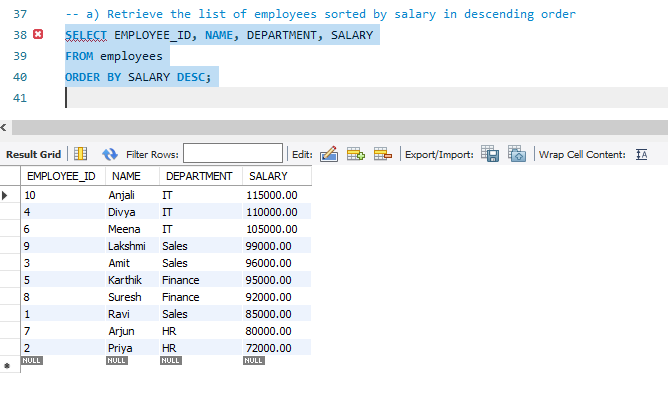 37 -- a) Retrieve the list of employees sorted by salary in descending order
38 SELECT EMPLOYEE_ID, NAME, DEPARTMENT, SALARY
39 FROM employees
40 ORDER BY SALARY DESC;
41
Result Grid Filter Rows: Edit: Export/Import: Wrap Cell Content: IA
EMPLOYEE_ID NAME DEPARTMENT SALARY
10 Anjali IT 115000.00
4 Divya IT 110000.00
6 Meena IT 105000.00
9 Lakshmi Sales 99000.00
3 Amit Sales 96000.00
5 Karthik Finance 95000.00
8 Suresh Finance 92000.00
1 Ravi Sales 85000.00
7 Arjun HR 80000.00
2 Priya HR 72000.00
NULL NULL NULL NULL